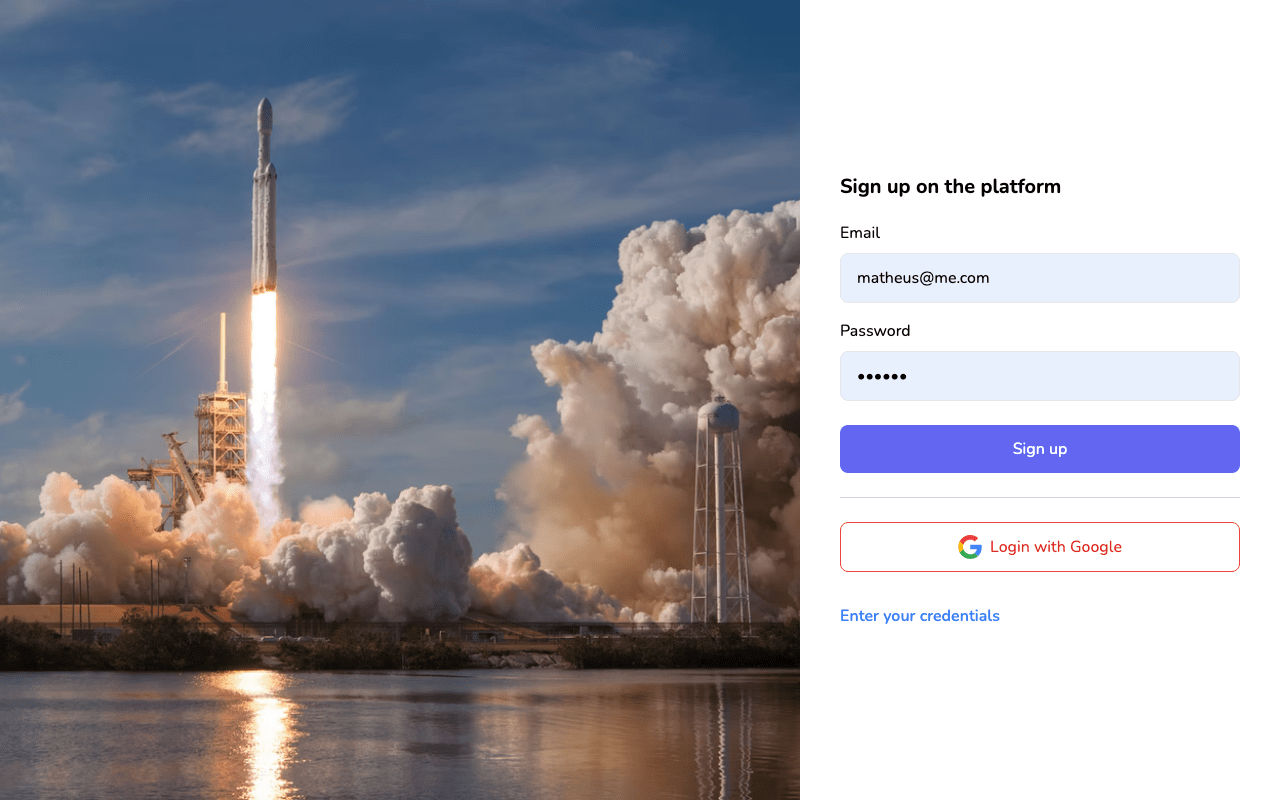 Sign up on the platform
Email
matheus@me.com
Password
••••••
Sign up
Login with Google
Enter your credentials